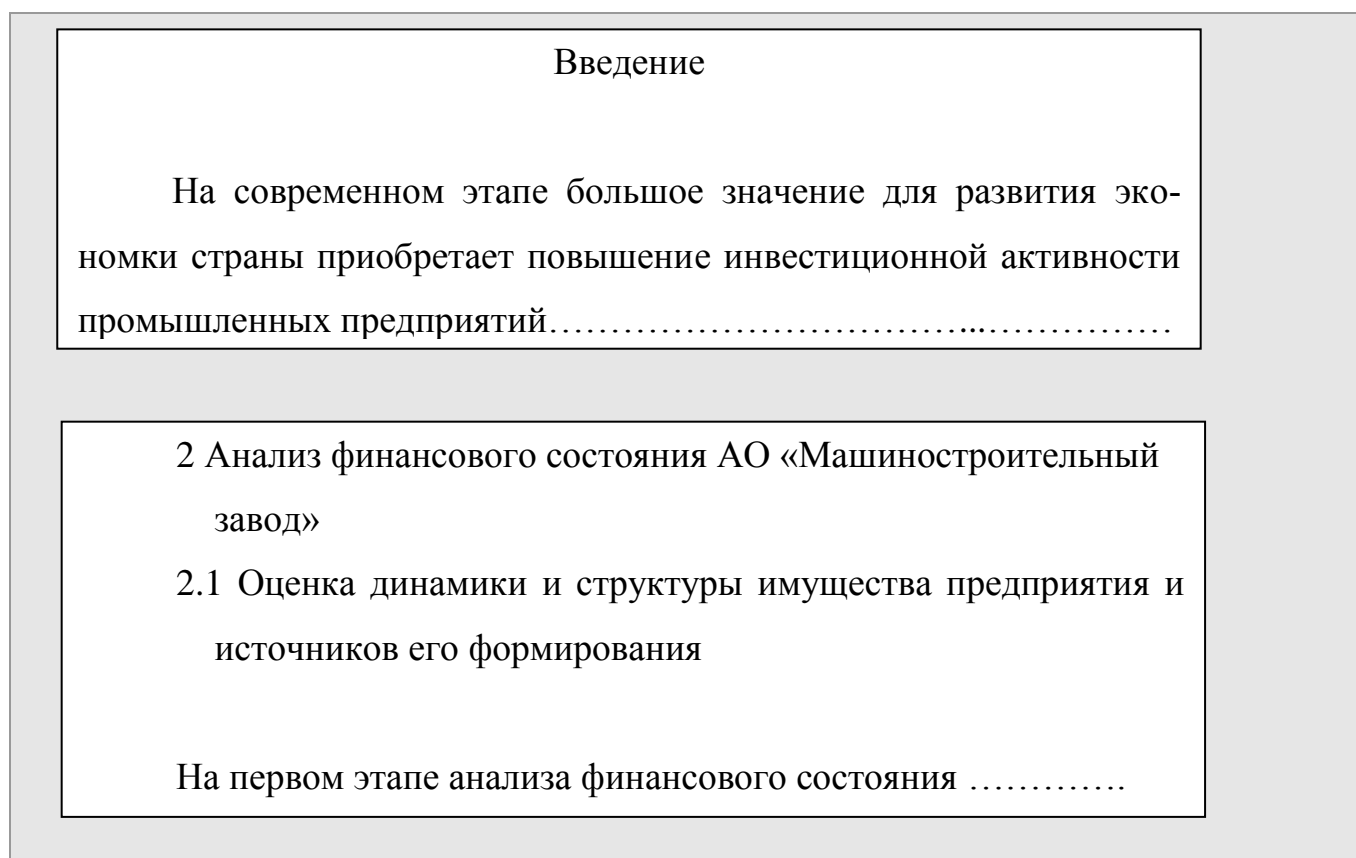 Введение
На современном этапе большое значение для развития эко-
номки страны приобретает повышение инвестиционной активности
промышленных предприятий……………………………...……………
2 Анализ финансового состояния АО «Машиностроительный
завод»
2.1 Оценка динамики и структуры имущества предприятия и
источников его формирования
На первом этапе анализа финансового состояния ………….